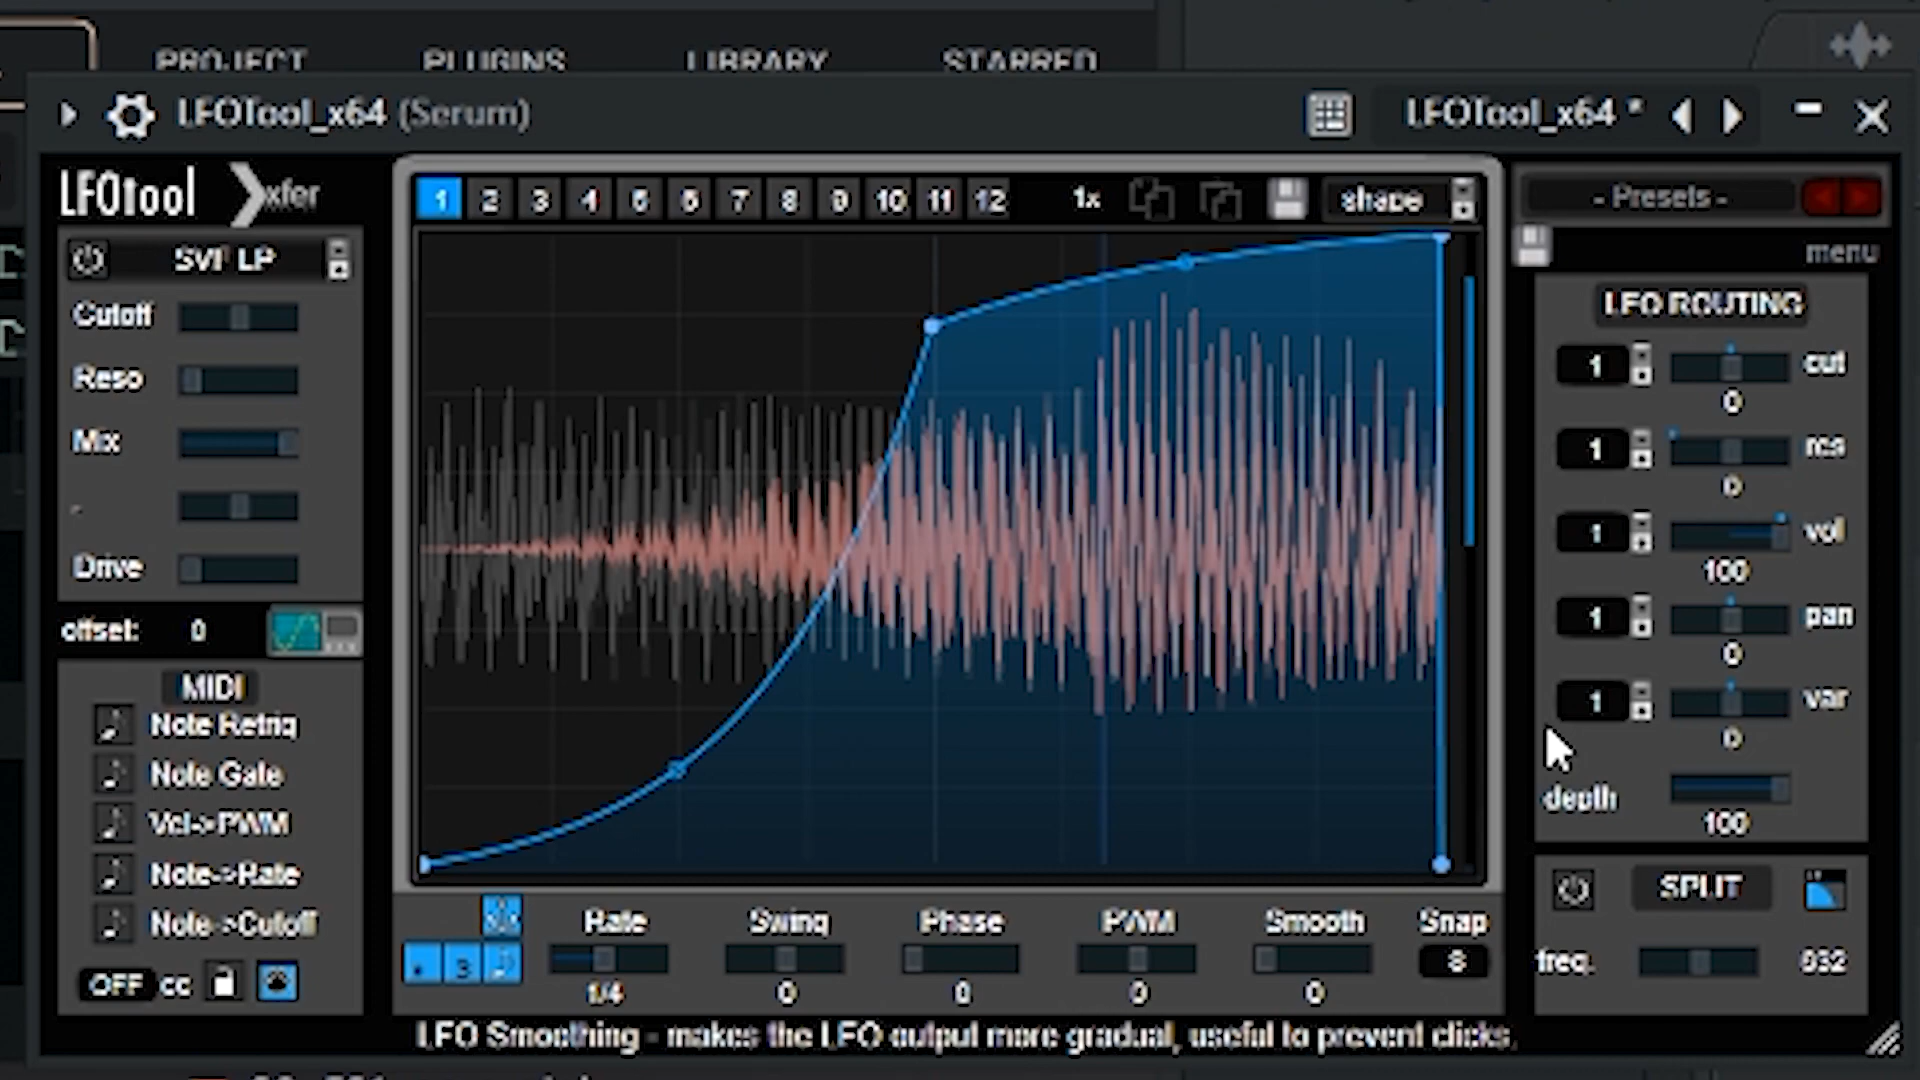 PROJECT PLUGINS LIBRARY STARRED
LFOTool_x64 (Serum) LFOTool_x64 *
LFOtool xfer
1 2 3 4 5 6 7 8 9 10 11 12 1x shape
- Presets -
menu
SVF LP
Cutoff
Reso
Mix
-
Drive
offset: 0
MIDI
Note Retrig
Note Gate
Vel->PWM
Note->Rate
Note->Cutoff
OFF cc
LFO ROUTING
1 cut
0
1 res
0
1 vol
100
1 pan
0
1 var
0
depth
100
SPLIT
freq. 632
. 3
Rate Swing Phase PWM Smooth Snap
1/4 0 0 0 0 8
LFO Smoothing - makes the LFO output more gradual, useful to prevent clicks.